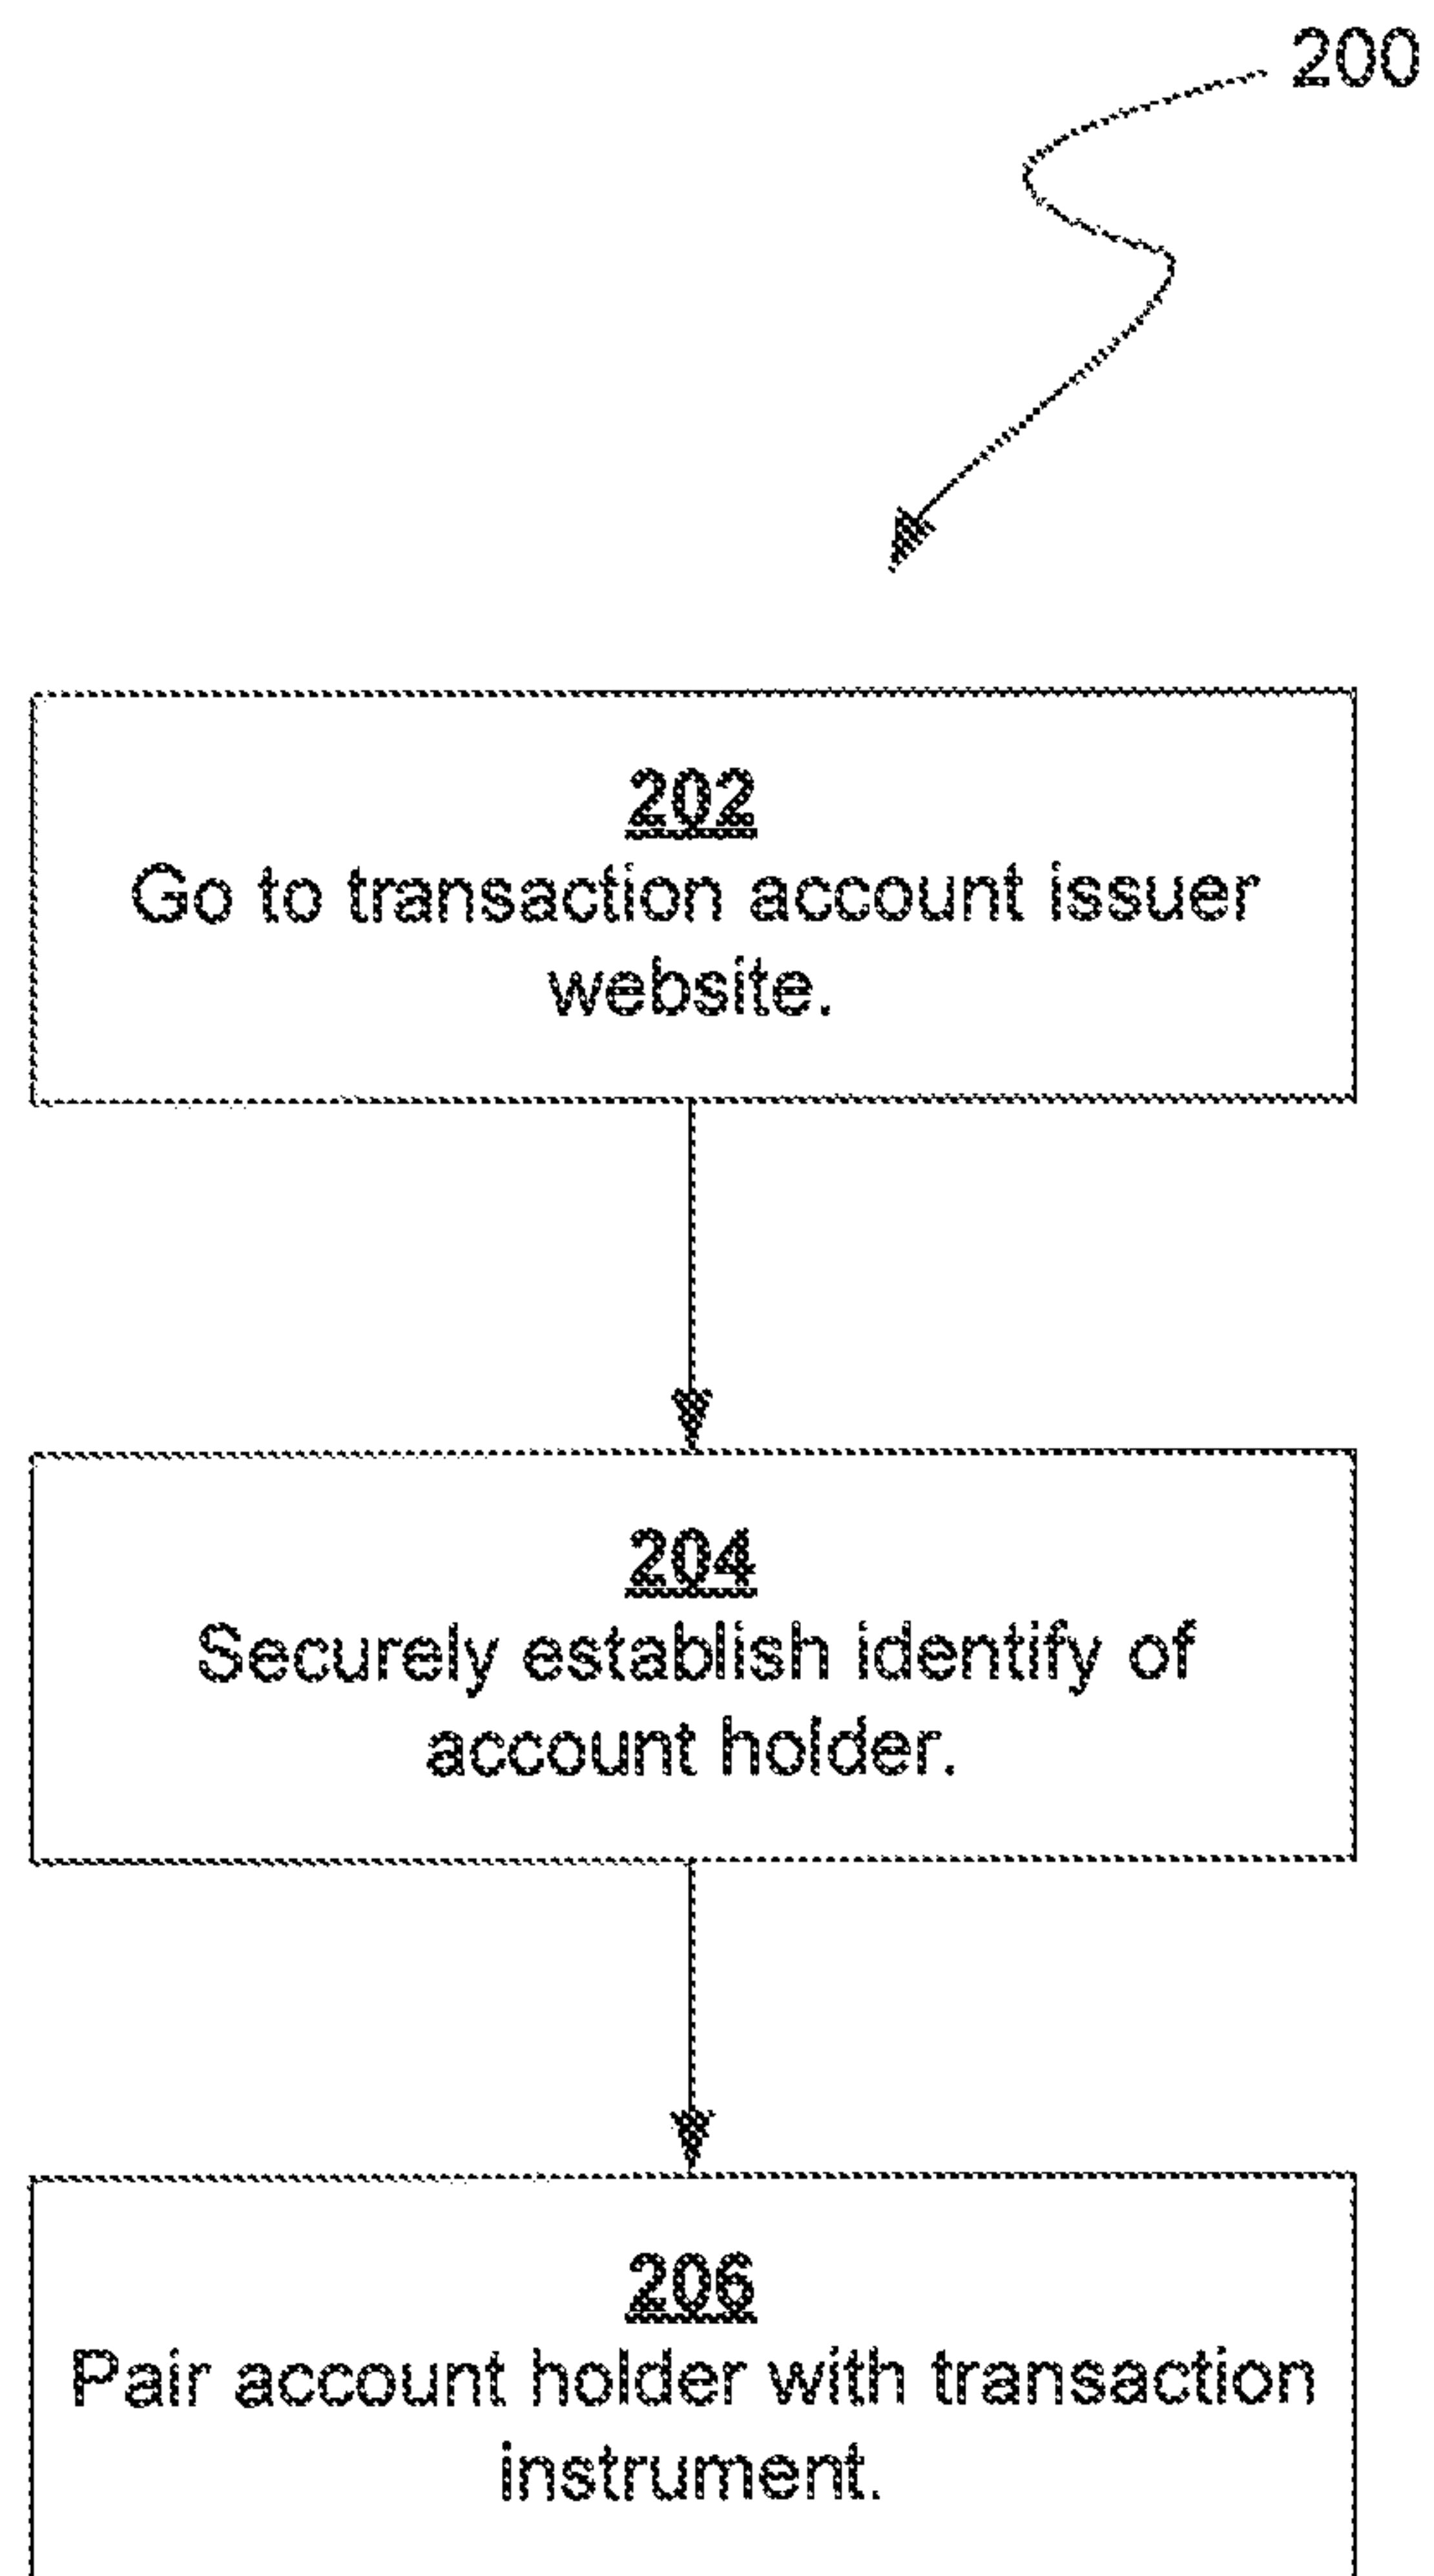 200
202
Go to transaction account issuer
website.
204
Securely establish identify of
account holder.
206
Pair account holder with transaction
instrument.